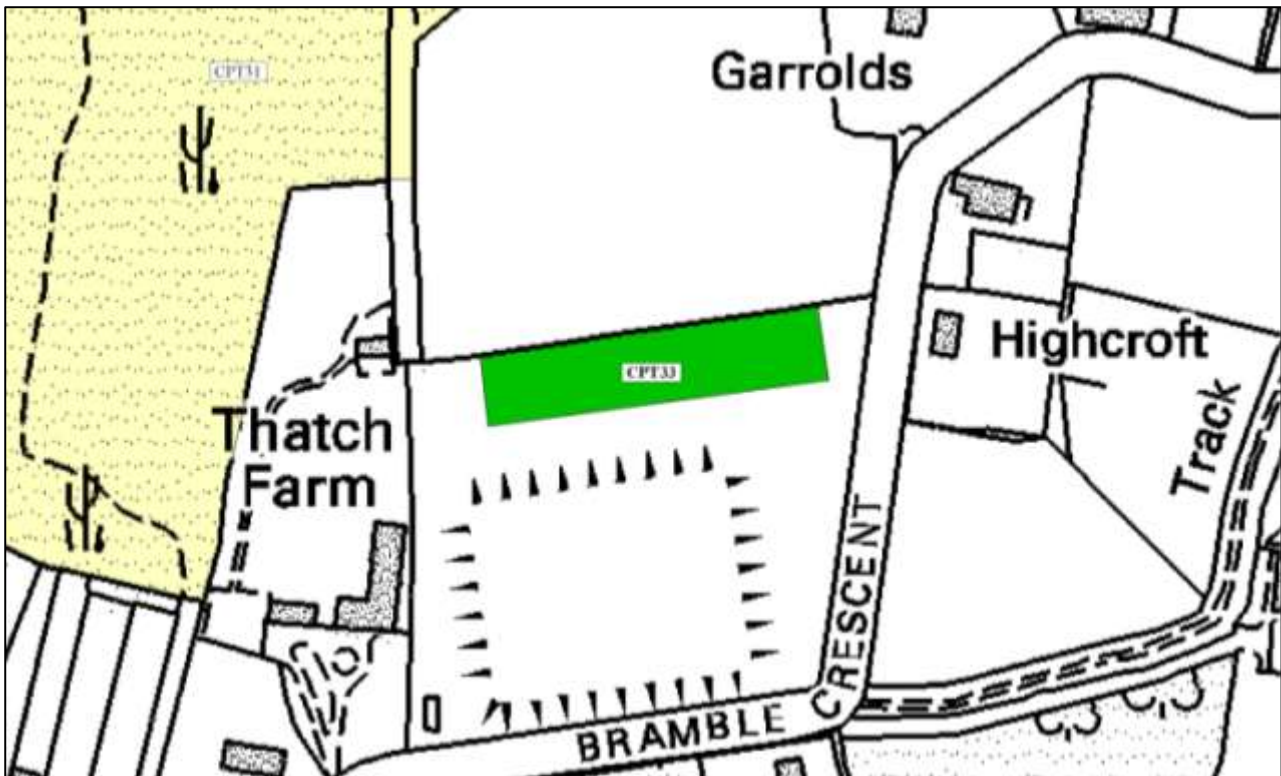 CPT31
Garrolds
CPT33
Highcroft
Thatch
Farm
Track
BRAMBLE CRESCENT